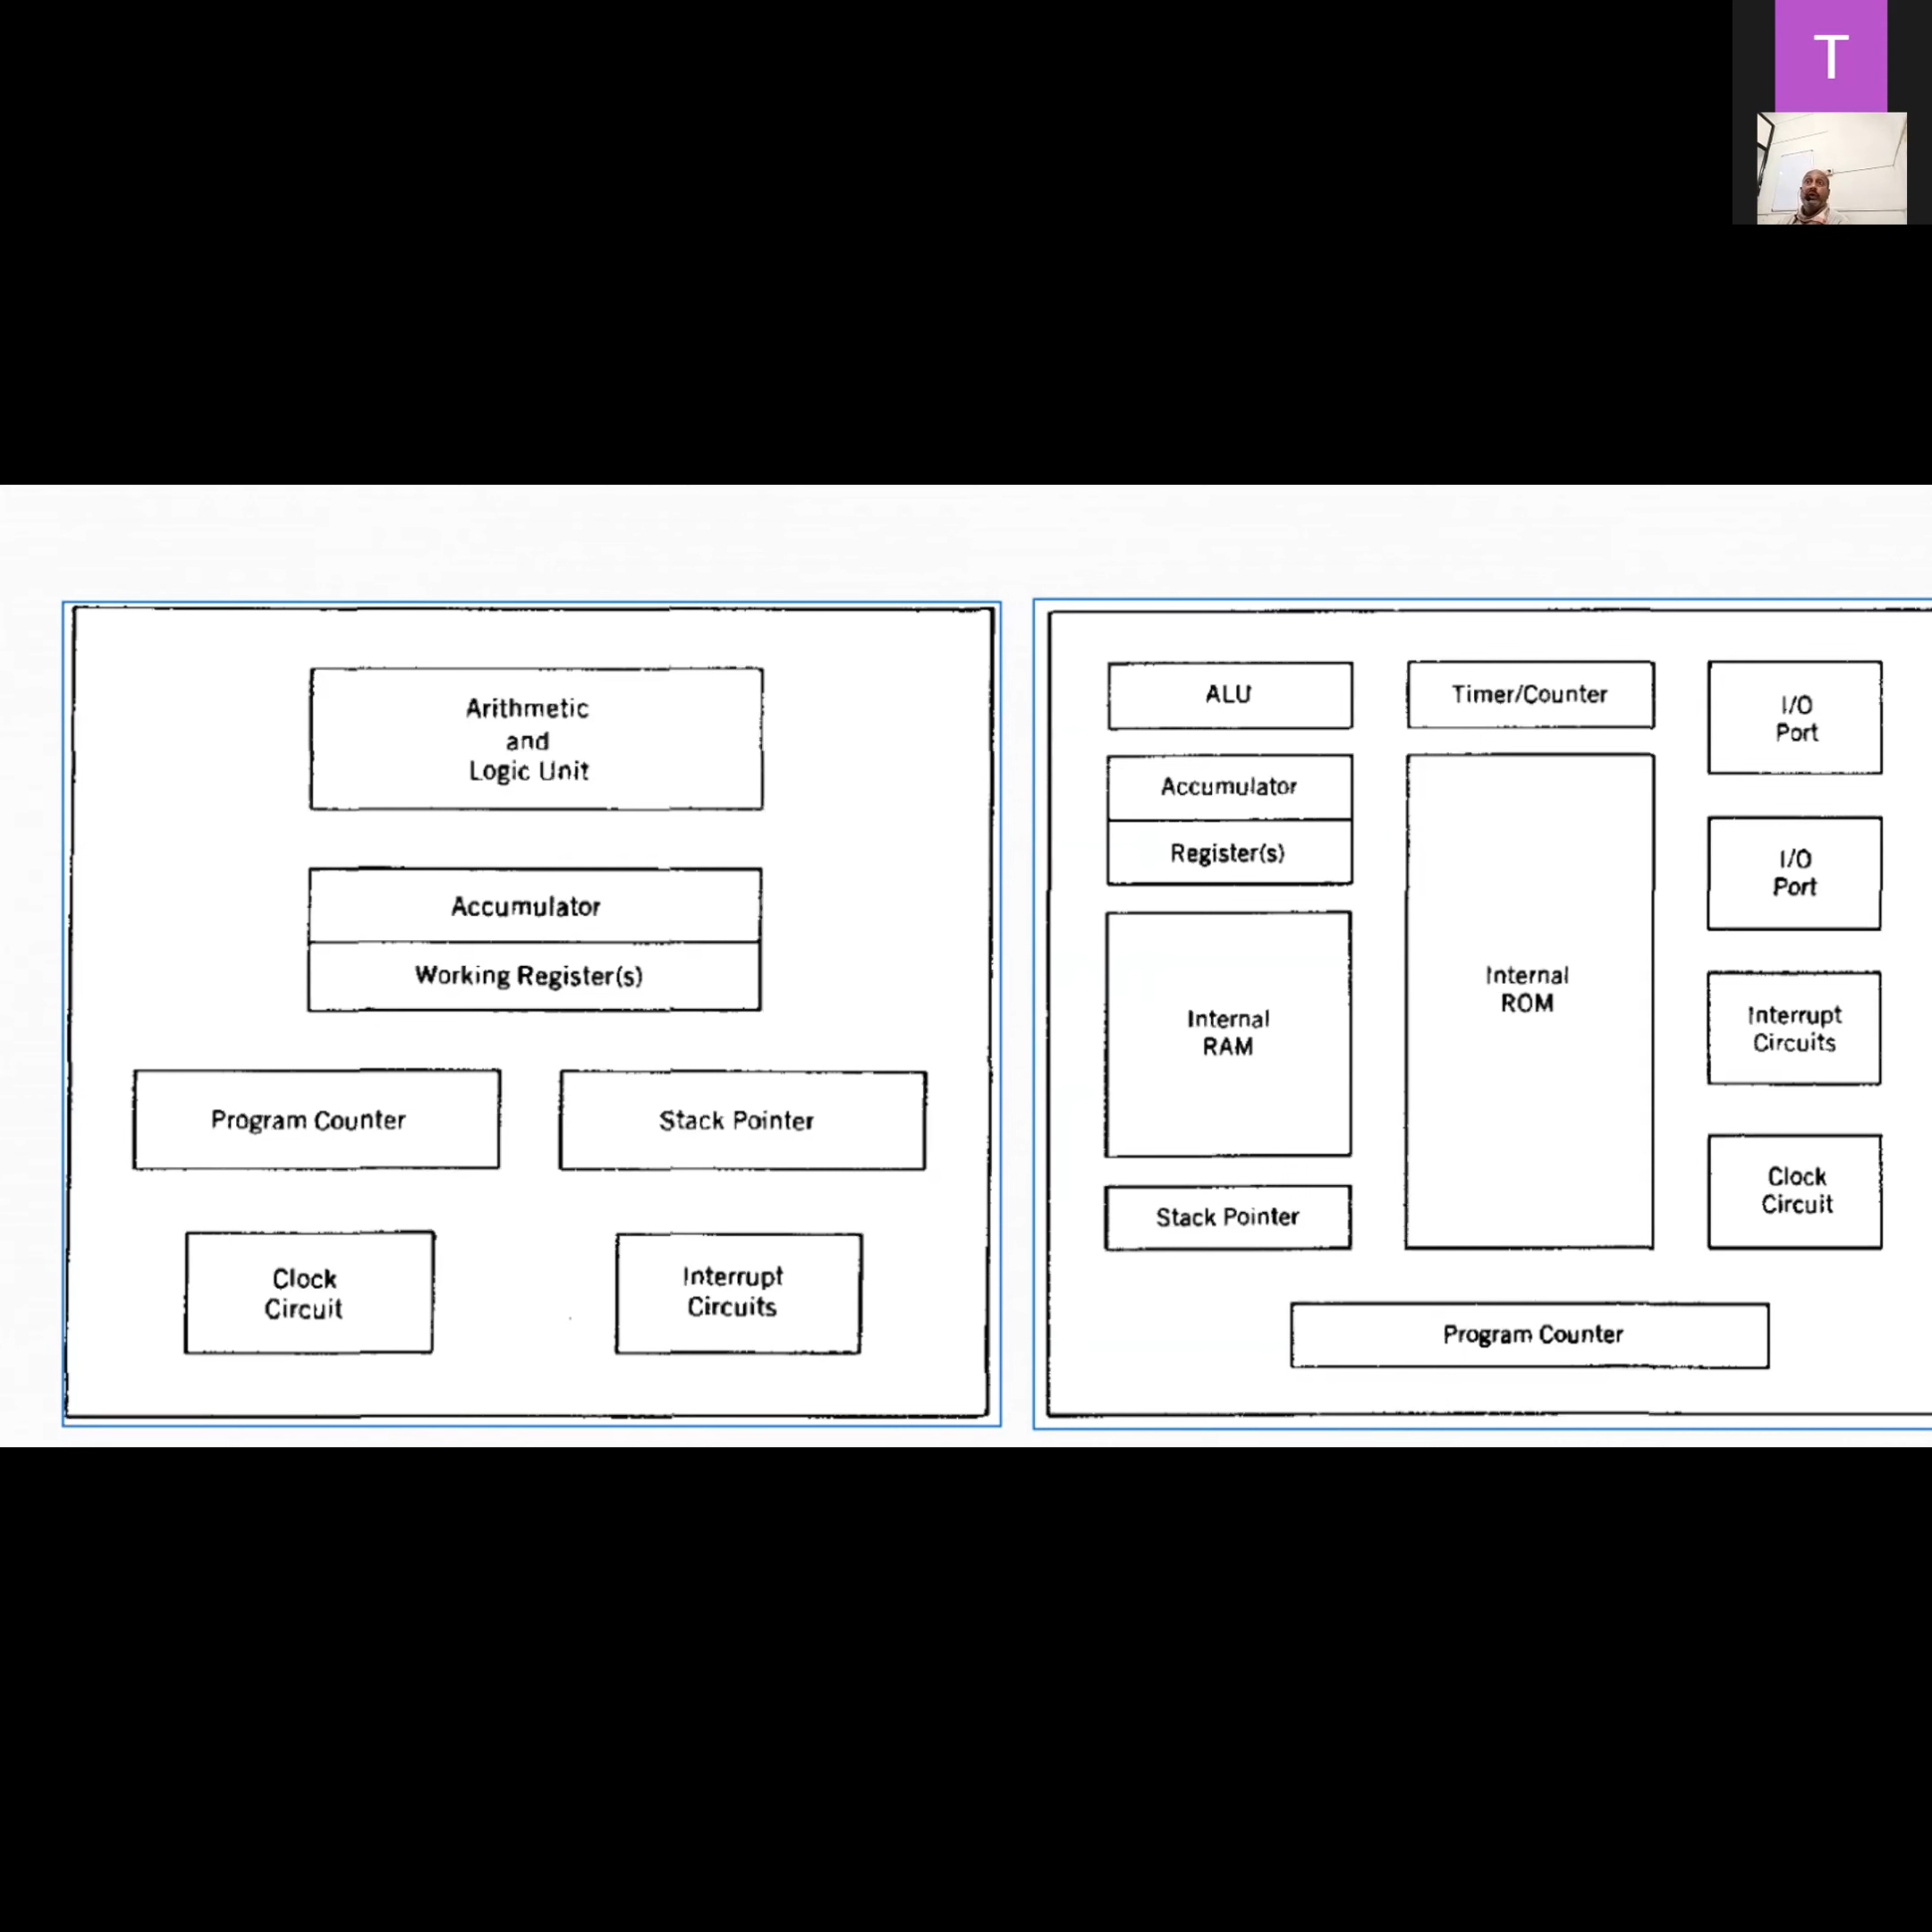 T
Arithmetic
and
Logic Unit
Accumulator
Working Register(s)
Program Counter
Stack Pointer
Clock
Circuit
Interrupt
Circuits
ALU
Accumulator
Register(s)
Internal
RAM
Stack Pointer
Timer/Counter
Internal
ROM
I/O
Port
I/O
Port
Interrupt
Circuits
Clock
Circuit
Program Counter